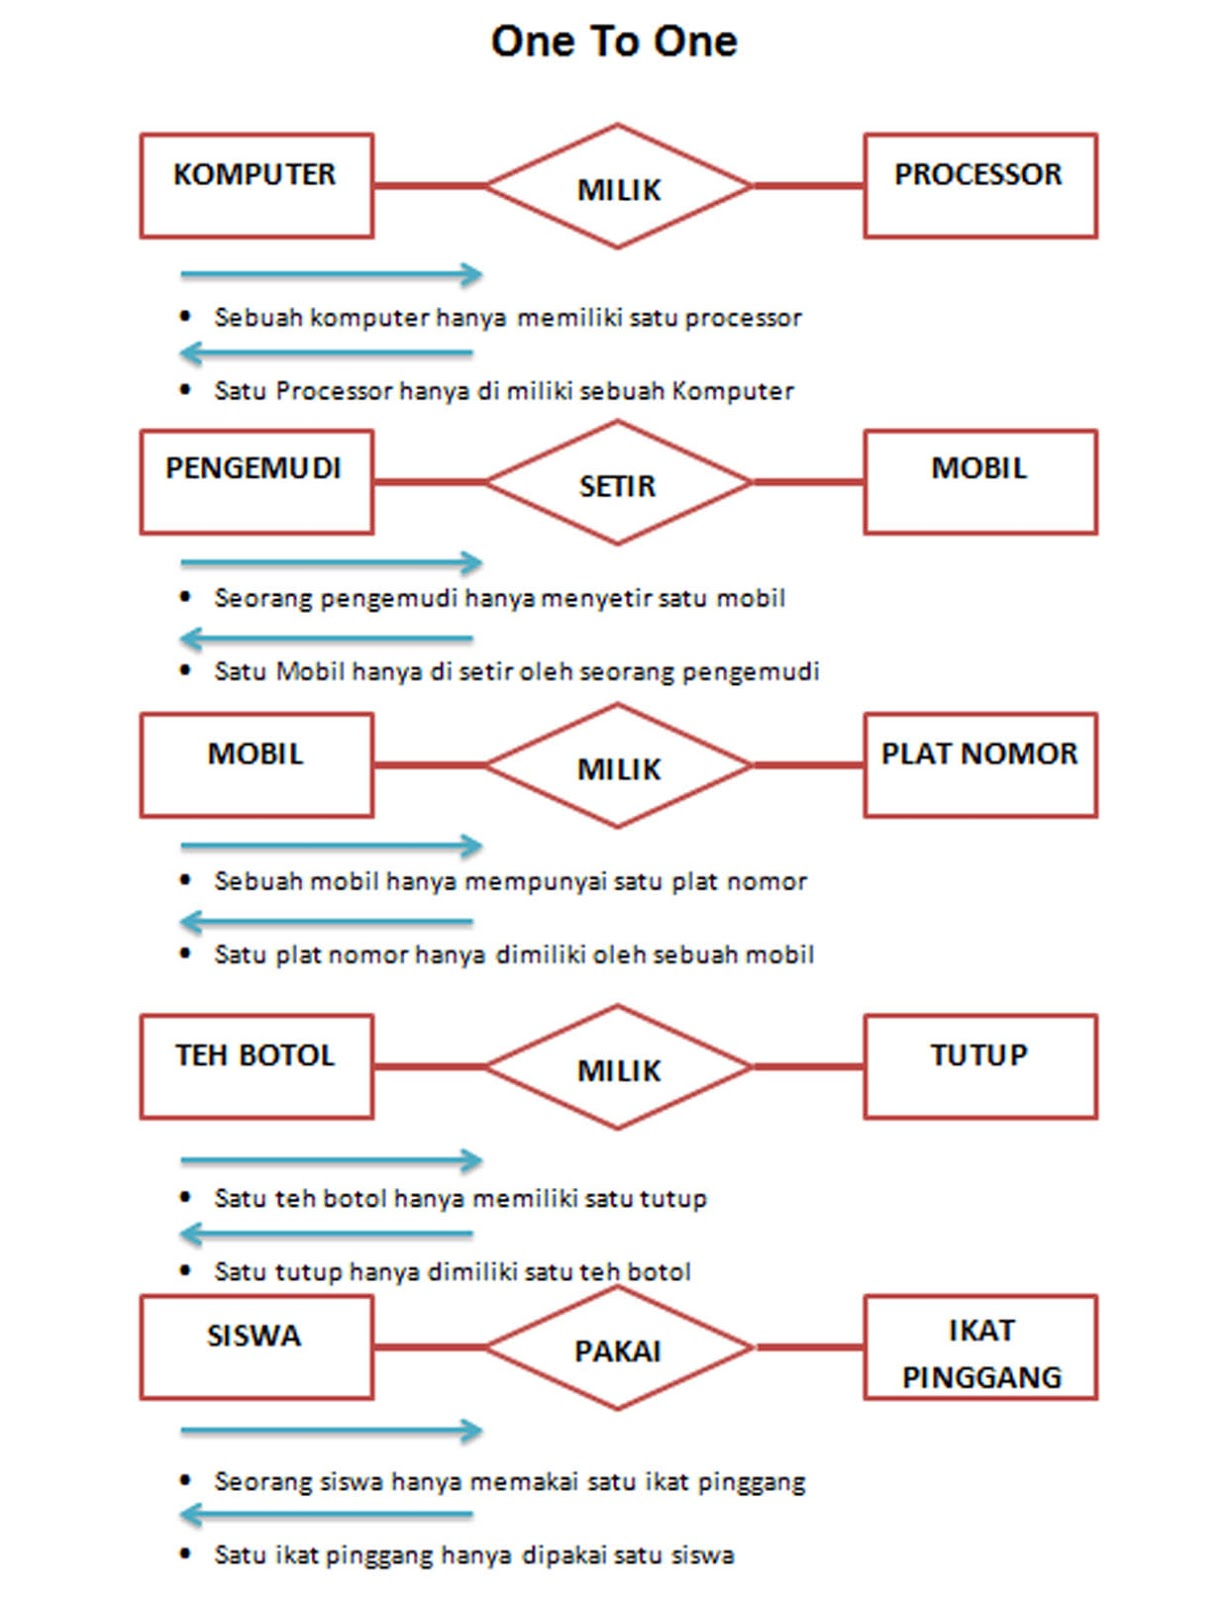 One To One
KOMPUTER MILIK PROCESSOR
• Sebuah komputer hanya memiliki satu processor
• Satu Processor hanya di miliki sebuah Komputer
PENGEMUDI SETIR MOBIL
• Seorang pengemudi hanya menyetir satu mobil
• Satu Mobil hanya di setir oleh seorang pengemudi
MOBIL MILIK PLAT NOMOR
• Sebuah mobil hanya mempunyai satu plat nomor
• Satu plat nomor hanya dimiliki oleh sebuah mobil
TEH BOTOL MILIK TUTUP
• Satu teh botol hanya memiliki satu tutup
• Satu tutup hanya dimiliki satu teh botol
SISWA PAKAI IKAT
PINGGANG
• Seorang siswa hanya memakai satu ikat pinggang
• Satu ikat pinggang hanya dipakai satu siswa